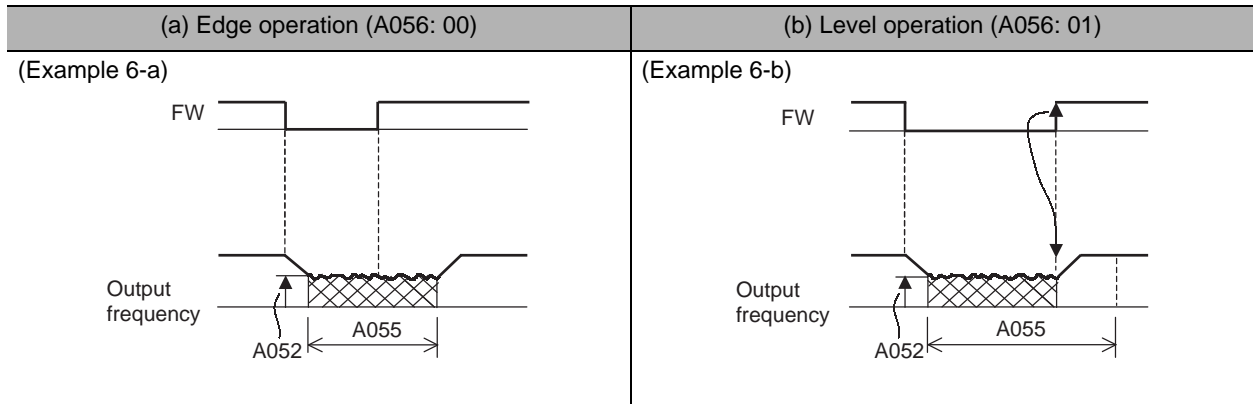 (a) Edge operation (A056: 00)
(b) Level operation (A056: 01)
(Example 6-a)
FW
Output
frequency
A055
A052
(Example 6-b)
FW
Output
frequency
A055
A052